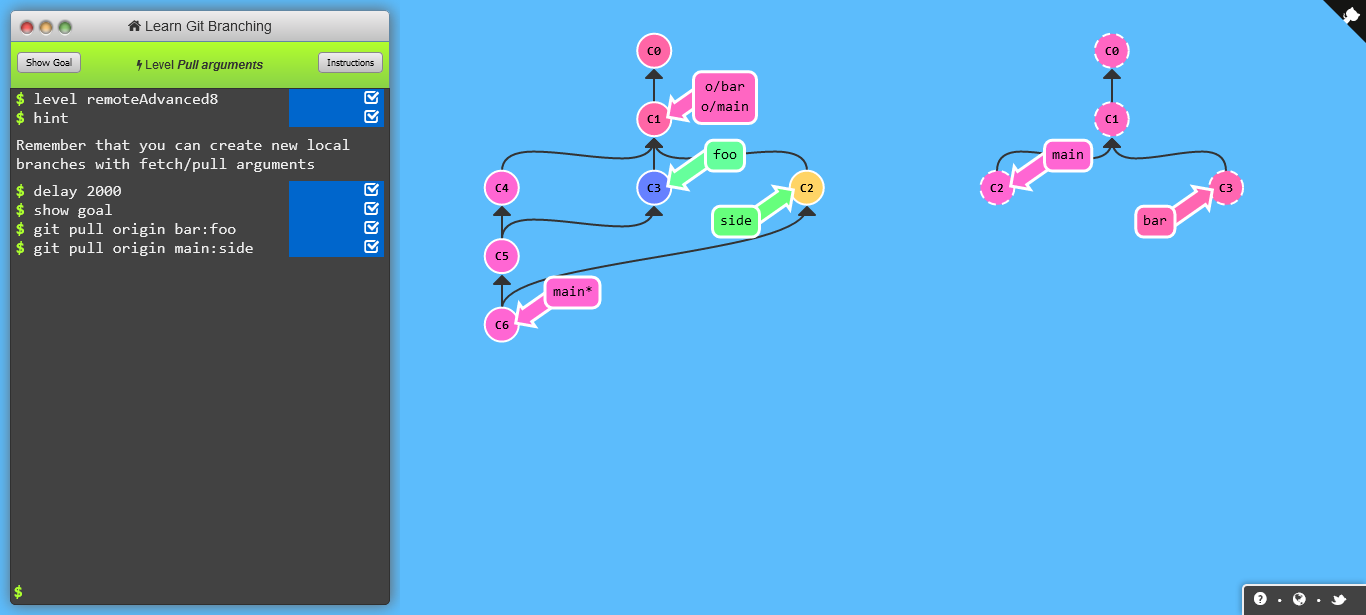 Learn Git Branching
Show Goal
Level Pull arguments
Instructions
$ level remoteAdvanced8
$ hint
Remember that you can create new local
branches with fetch/pull arguments
$ delay 2000
$ show goal
$ git pull origin bar:foo
$ git pull origin main:side
$
C0
o/bar
o/main
C1
foo
C4
C3
C2
side
C5
main*
C6
C0
C1
main
C2
C3
bar